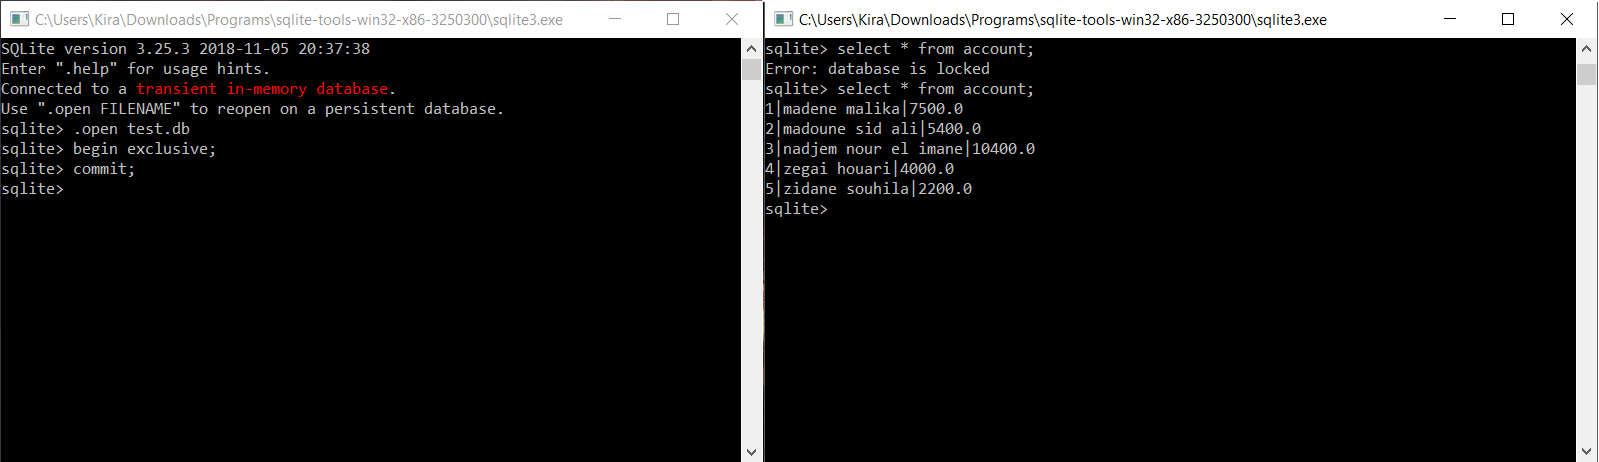 C:\Users\Kira\Downloads\Programs\sqlite-tools-win32-x86-3250300\sqlite3.exe
SQLite version 3.25.3 2018-11-05 20:37:38
Enter ".help" for usage hints.
Connected to a transient in-memory database.
Use ".open FILENAME" to reopen on a persistent database.
sqlite> .open test.db
sqlite> begin exclusive;
sqlite> commit;
sqlite>
C:\Users\Kira\Downloads\Programs\sqlite-tools-win32-x86-3250300\sqlite3.exe
sqlite> select * from account;
Error: database is locked
sqlite> select * from account;
1|madene malika|7500.0
2|madoune sid ali|5400.0
3|nadjem nour el imane|10400.0
4|zegai houari|4000.0
5|zidane souhila|2200.0
sqlite>